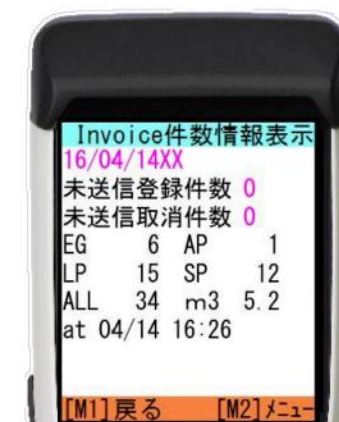 Invoice件数情報表示
16/04/14XX
未送信登録件数 0
未送信取消件数 0
EG 6 AP 1
LP 15 SP 12
ALL 34 m3 5.2
at 04/14 16:26
[M1]戻る [M2]メニュー